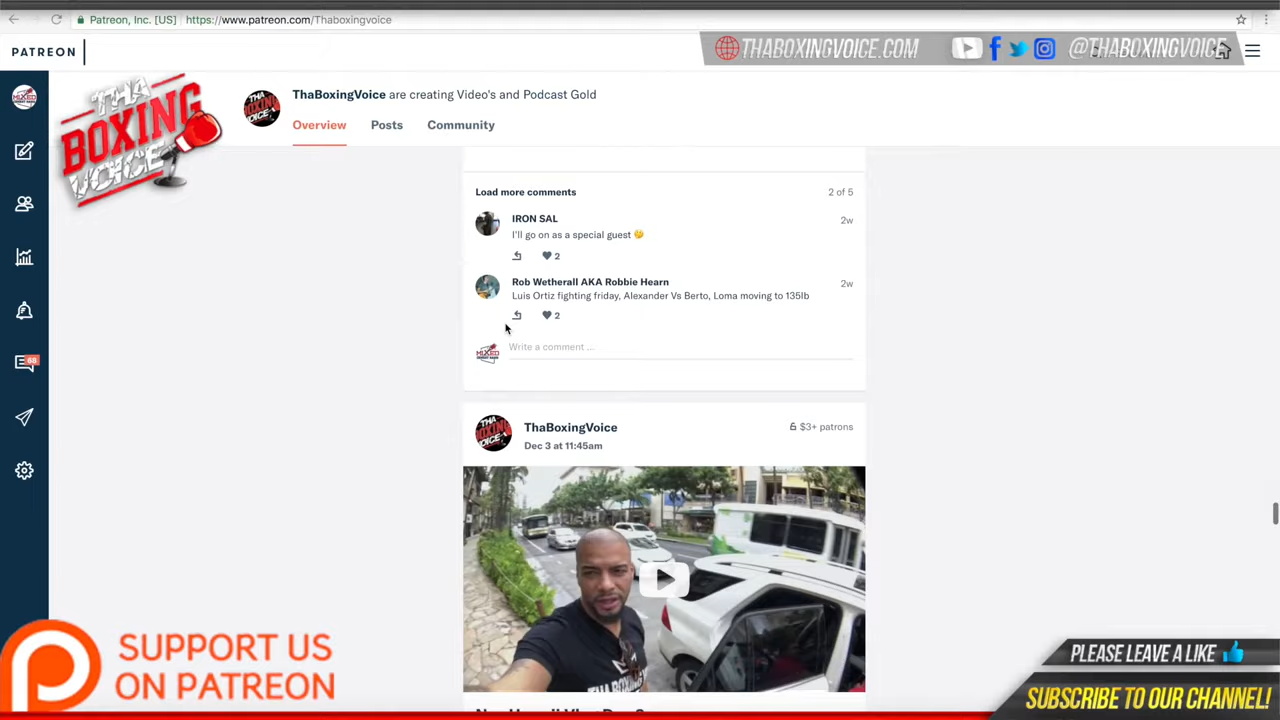 Patreon, Inc. [US] https://www.patreon.com/Thaboxingvoice
PATREON
THABOXINGVOICE.COM @THABOXINGVOICE
THA BOXING VOICE
ThaBoxingVoice are creating Video's and Podcast Gold
Overview Posts Community
Load more comments 2 of 5
IRON SAL 2w
I'll go on as a special guest 🤔
2
Rob Wetherall AKA Robbie Hearn 2w
Luis Ortiz fighting friday, Alexander Vs Berto, Loma moving to 135lb
2
Write a comment ...
68
MIXED
ThaBoxingVoice $3+ patrons
Dec 3 at 11:45am
SUPPORT US
ON PATREON
PLEASE LEAVE A LIKE
SUBSCRIBE TO OUR CHANNEL!